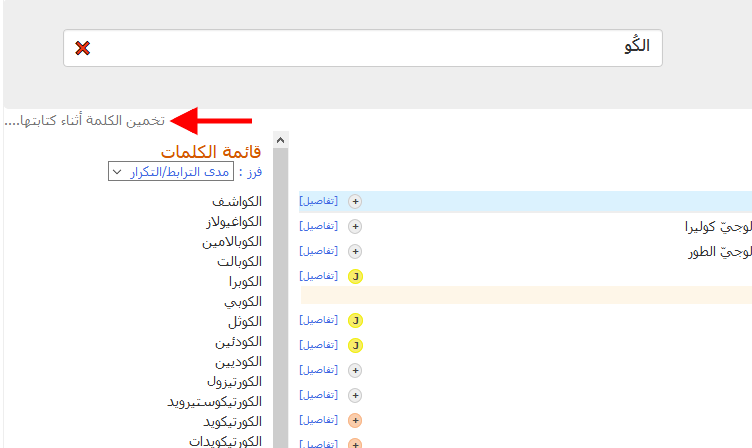 الكُو
تخمين الكلمة أثناء كتابتها....
قائمة الكلمات
فرز : مدى الترابط/التكرار
الكواشف
الكواغيولاز
الكوبالامين
الكوبالت
الكوبرا
الكوبي
الكوثل
الكودئين
الكوديين
الكورتيزول
الكورتيكوستيرويد
الكورتيكويد
الكورتيكويدات
+ [تفاصيل]
لوجيّ كوليرا + [تفاصيل]
لوجيّ الطور + [تفاصيل]
J [تفاصيل]
J [تفاصيل]
J [تفاصيل]
+ [تفاصيل]
+ [تفاصيل]
+ [تفاصيل]
+ [تفاصيل]